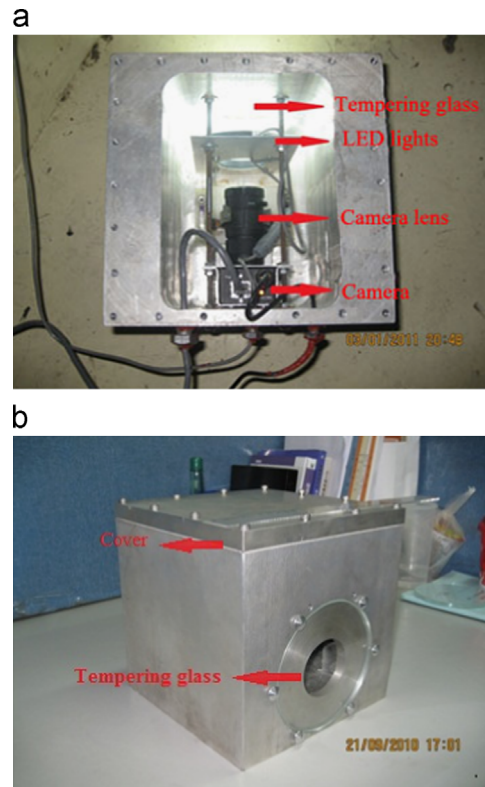 a
Tempering glass
LED lights
Camera lens
Camera
03/01/2011 20:49
b
Cover
Tempering glass
21/09/2010 17:01